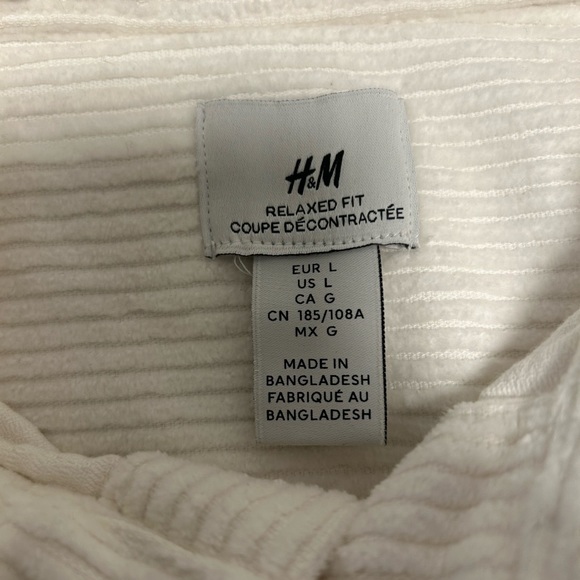 H&M
RELAXED FIT
COUPE DÉCONTRACTÉE
EUR L
US L
CA G
CN 185/108A
MX G
MADE IN
BANGLADESH
FABRIQUÉ AU
BANGLADESH